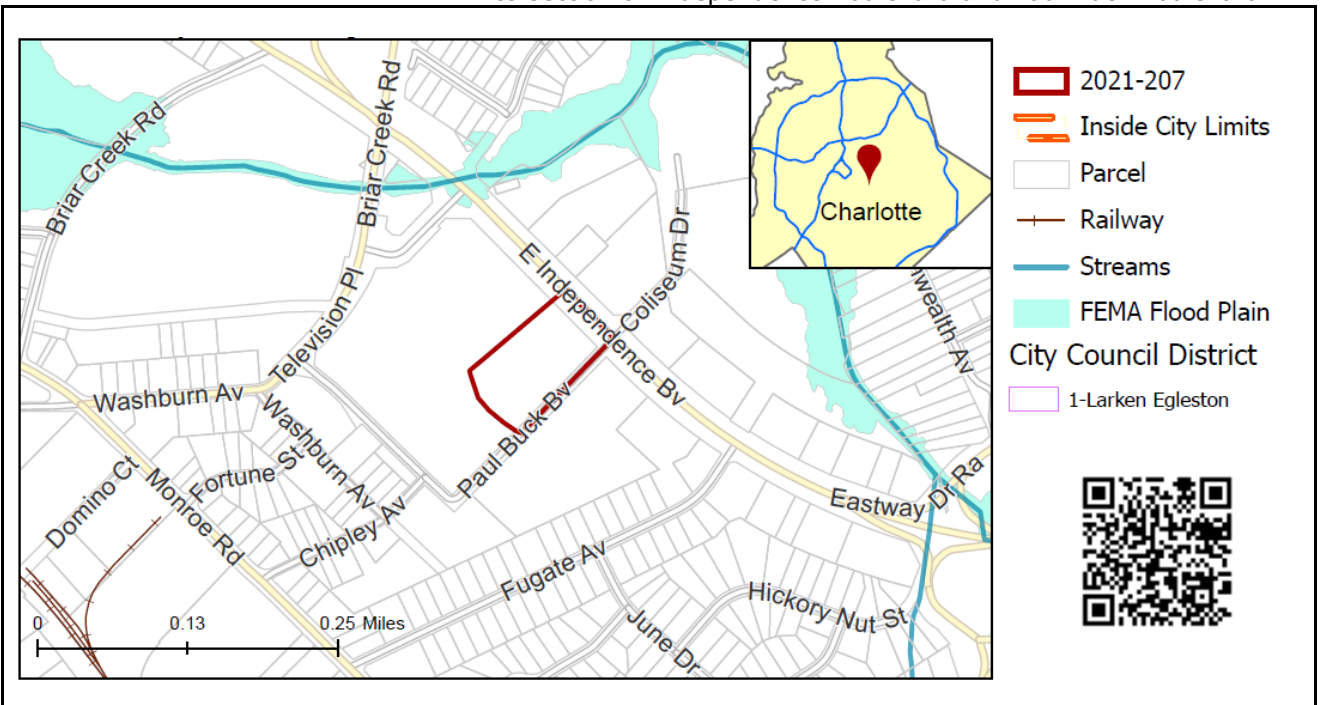 Briar Creek Rd
Briar Creek Rd
Television Pl
E Independence Bv
Coliseum Dr
Paul Buck Bv
Washburn Av
Washburn Av
Fortune St
Domino Ct
Monroe Rd
Chipley Av
Fugate Av
June Dr
Hickory Nut St
Eastway Dr Ra
nwealth Av
Charlotte
0
0.13
0.25 Miles
2021-207
Inside City Limits
Parcel
Railway
Streams
FEMA Flood Plain
City Council District
1-Larken Egleston